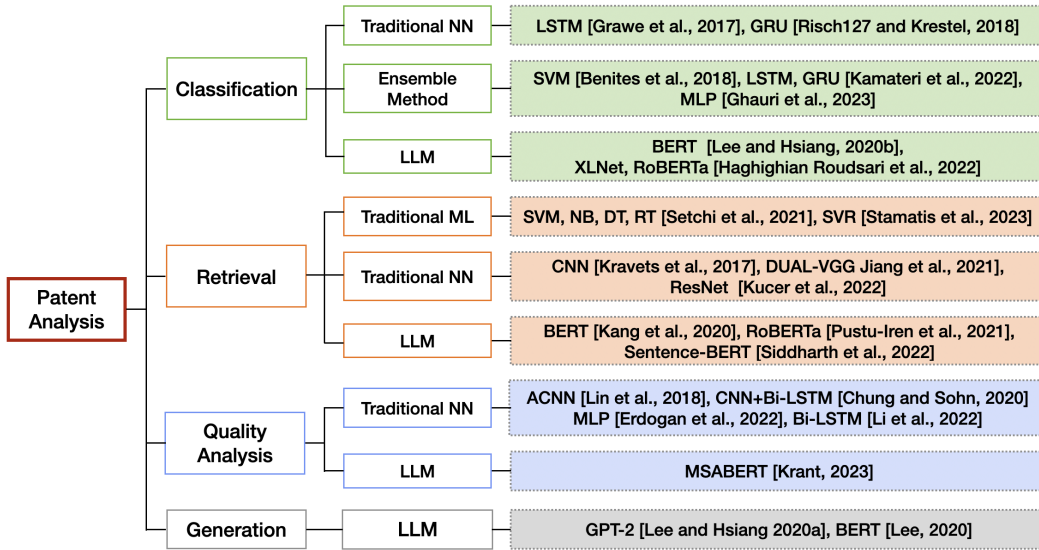 Patent
Analysis
Classification
Traditional NN
LSTM [Grawe et al., 2017], GRU [Risch127 and Krestel, 2018]
Ensemble
Method
SVM [Benites et al., 2018], LSTM, GRU [Kamateri et al., 2022],
MLP [Ghauri et al., 2023]
LLM
BERT [Lee and Hsiang, 2020b],
XLNet, RoBERTa [Haghighian Roudsari et al., 2022]
Retrieval
Traditional ML
SVM, NB, DT, RT [Setchi et al., 2021], SVR [Stamatis et al., 2023]
Traditional NN
CNN [Kravets et al., 2017], DUAL-VGG Jiang et al., 2021],
ResNet [Kucer et al., 2022]
LLM
BERT [Kang et al., 2020], RoBERTa [Pustu-Iren et al., 2021],
Sentence-BERT [Siddharth et al., 2022]
Quality
Analysis
Traditional NN
ACNN [Lin et al., 2018], CNN+Bi-LSTM [Chung and Sohn, 2020]
MLP [Erdogan et al., 2022], Bi-LSTM [Li et al., 2022]
LLM
MSABERT [Krant, 2023]
Generation
LLM
GPT-2 [Lee and Hsiang 2020a], BERT [Lee, 2020]